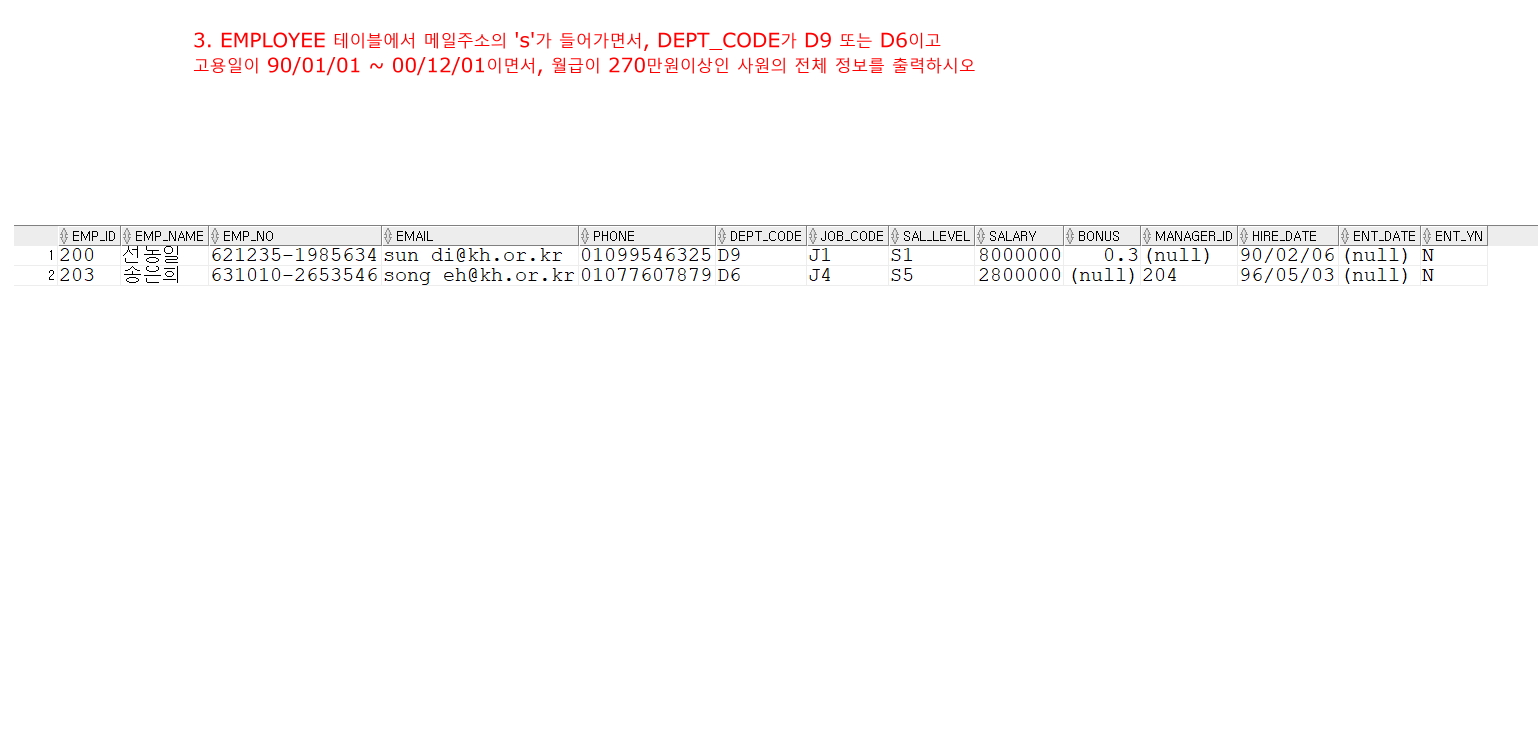 3. EMPLOYEE 테이블에서 메일주소의 's'가 들어가면서, DEPT_CODE가 D9 또는 D6이고
고용일이 90/01/01 ~ 00/12/01이면서, 월급이 270만원이상인 사원의 전체 정보를 출력하시오
EMP_ID EMP_NAME EMP_NO EMAIL PHONE DEPT_CODE JOB_CODE SAL_LEVEL SALARY BONUS MANAGER_ID HIRE_DATE ENT_DATE ENT_YN
1 200 선동일 621235-1985634 sun_di@kh.or.kr 01099546325 D9 J1 S1 8000000 0.3 (null) 90/02/06 (null) N
2 203 송은희 631010-2653546 song_eh@kh.or.kr 01077607879 D6 J4 S5 2800000 (null) 204 96/05/03 (null) N